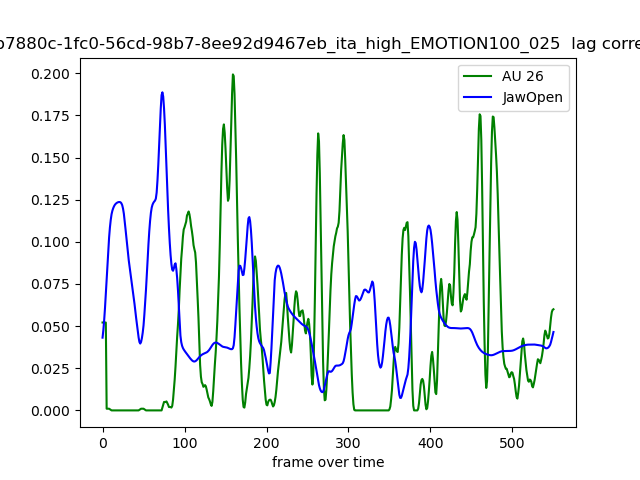 b7880c-1fc0-56cd-98b7-8ee92d9467eb_ita_high_EMOTION100_025 lag corre
AU 26
JawOpen
0.200
0.175
0.150
0.125
0.100
0.075
0.050
0.025
0.000
0 100 200 300 400 500
frame over time